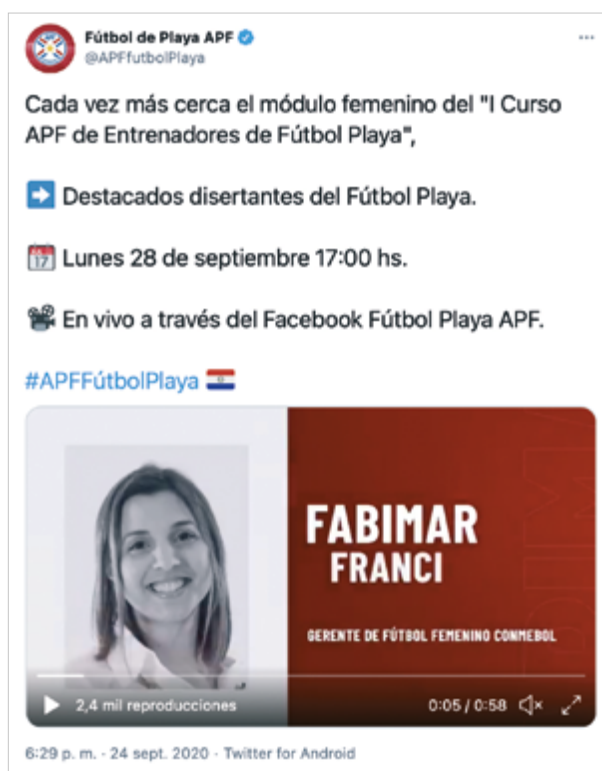 Fútbol de Playa APF
@APFfutbolPlaya
Cada vez más cerca el módulo femenino del "I Curso
APF de Entrenadores de Fútbol Playa",
Destacados disertantes del Fútbol Playa.
Lunes 28 de septiembre 17:00 hs.
En vivo a través del Facebook Fútbol Playa APF.
#APFFútbolPlaya
FABIMAR
FRANCI
GERENTE DE FÚTBOL FEMENINO CONMEBOL
2,4 mil reproducciones 0:05 / 0:58
6:29 p. m. · 24 sept. 2020 · Twitter for Android